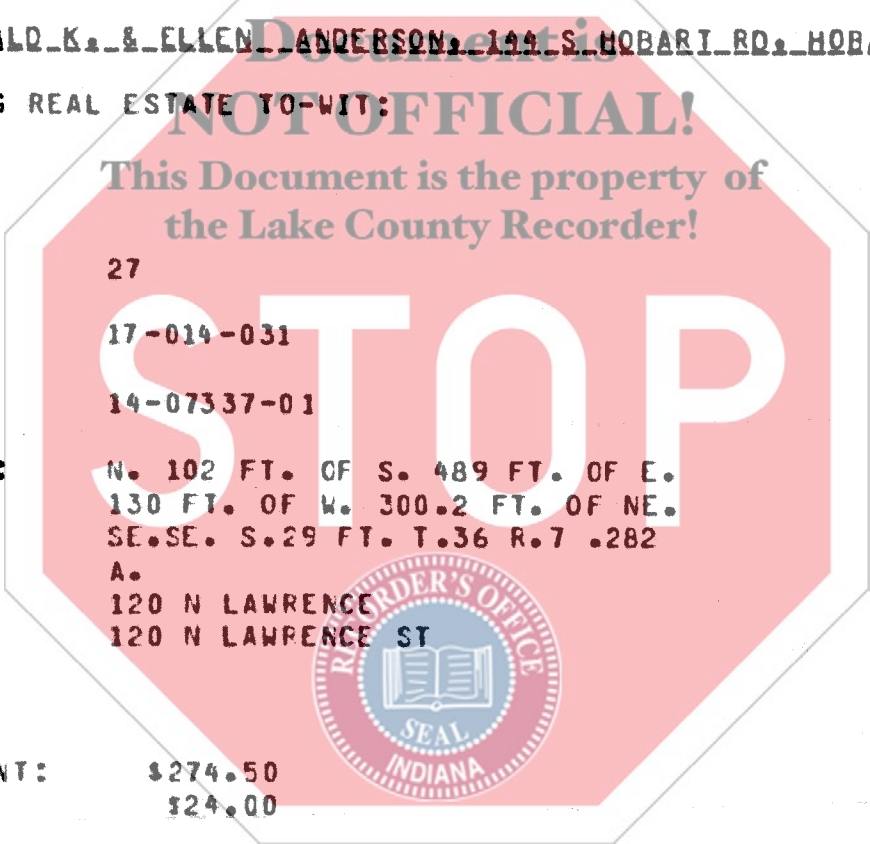 ALD K. & ELLEN ANDERSON, 144 S HOBART RD. HOBA
Document is
G REAL ESTATE TO-WIT:
NOT OFFICIAL!
This Document is the property of
the Lake County Recorder!
27
17-014-031
14-07337-01
STOP
: N. 102 FT. OF S. 489 FT. OF E.
130 FT. OF W. 300.2 FT. OF NE.
SE.SE. S.29 FT. T.36 R.7 .282
A.
120 N LAWRENCE
120 N LAWRENCE ST
RECORDER'S OFFICE
SEAL
INDIANA
NT: $274.50
$24.00